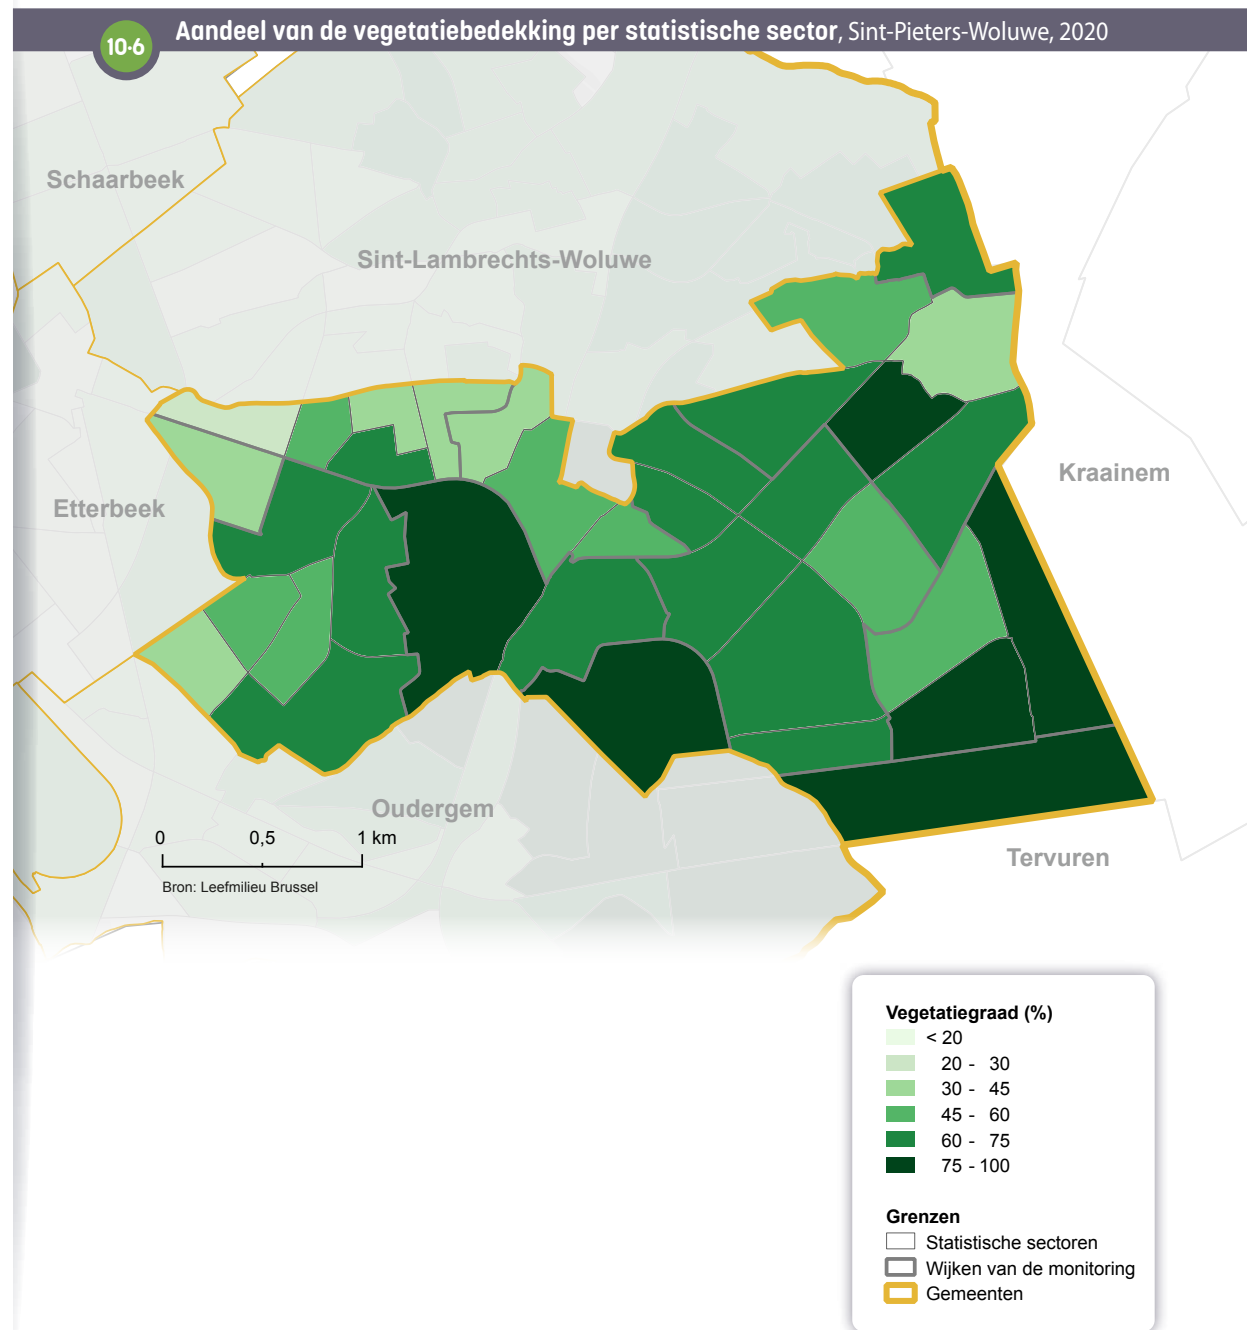 10·6
Aandeel van de vegetatiebedekking per statistische sector, Sint-Pieters-Woluwe, 2020
Schaarbeek
Sint-Lambrechts-Woluwe
Kraainem
Etterbeek
Oudergem
0 0,5 1 km
Bron: Leefmilieu Brussel
Tervuren
Vegetatiegraad (%)
< 20
20 - 30
30 - 45
45 - 60
60 - 75
75 - 100
Grenzen
Statistische sectoren
Wijken van de monitoring
Gemeenten